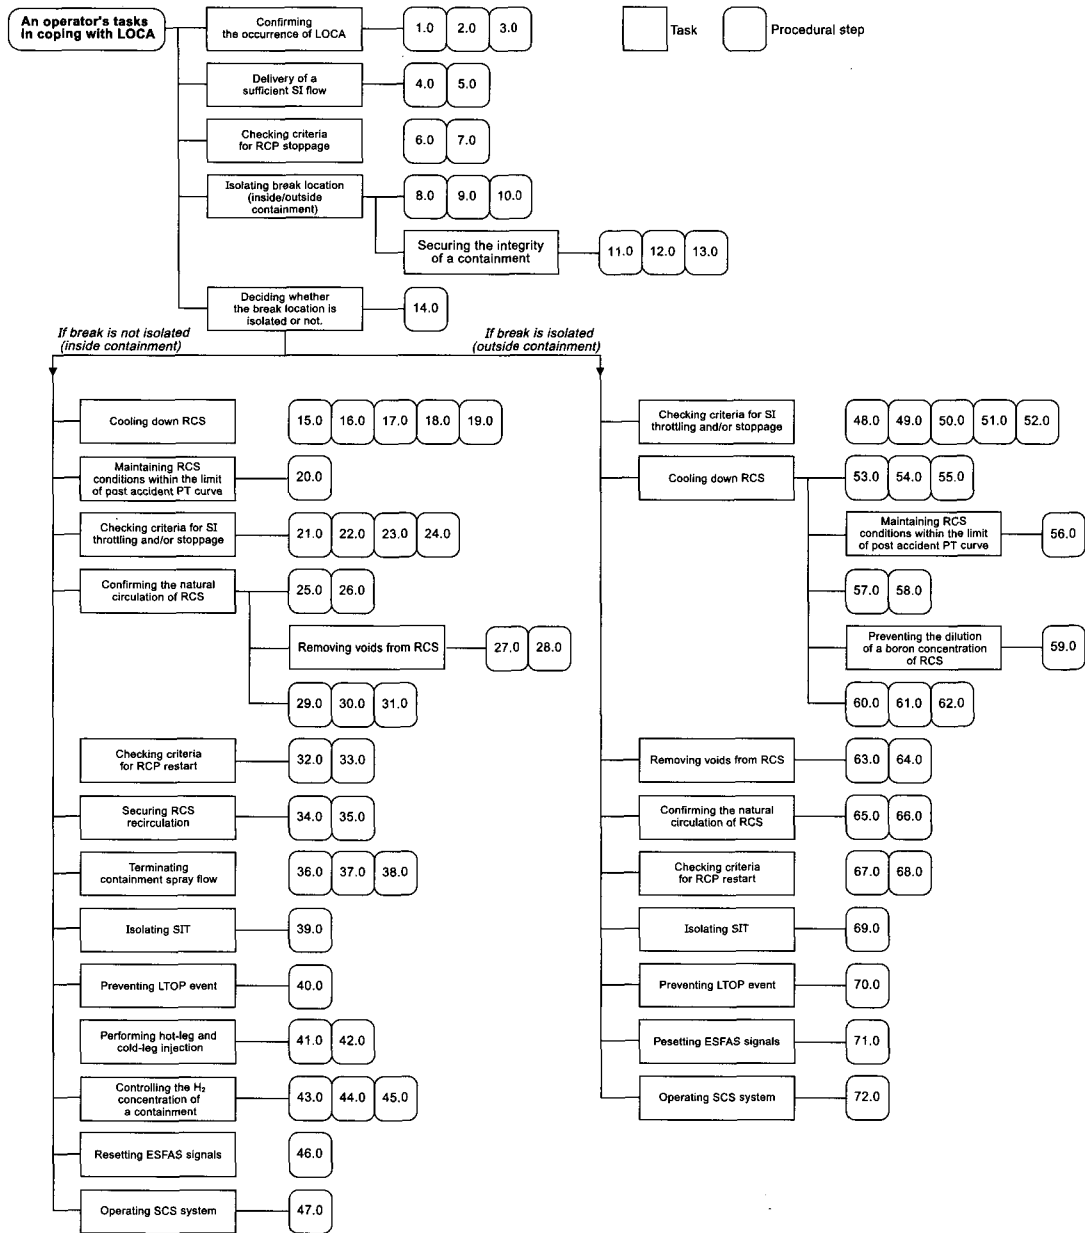 An operator's tasks
in coping with LOCA
Confirming
the occurrence of LOCA
1.0 2.0 3.0
Task
Procedural step
Delivery of a
sufficient SI flow
4.0 5.0
Checking criteria
for RCP stoppage
6.0 7.0
Isolating break location
(inside/outside
containment)
8.0 9.0 10.0
Securing the integrity
of a containment
11.0 12.0 13.0
Deciding whether
the break location is
isolated or not.
14.0
If break is not isolated
(inside containment)
If break is isolated
(outside containment)
Cooling down RCS
15.0 16.0 17.0 18.0 19.0
Maintaining RCS
conditions within the limit
of post accident PT curve
20.0
Checking criteria for SI
throttling and/or stoppage
21.0 22.0 23.0 24.0
Confirming the natural
circulation of RCS
25.0 26.0
Removing voids from RCS
27.0 28.0
29.0 30.0 31.0
Checking criteria
for RCP restart
32.0 33.0
Securing RCS
recirculation
34.0 35.0
Terminating
containment spray flow
36.0 37.0 38.0
Isolating SIT
39.0
Preventing LTOP event
40.0
Performing hot-leg and
cold-leg injection
41.0 42.0
Controlling the H₂
concentration of
a containment
43.0 44.0 45.0
Resetting ESFAS signals
46.0
Operating SCS system
47.0
Checking criteria for SI
throttling and/or stoppage
48.0 49.0 50.0 51.0 52.0
Cooling down RCS
53.0 54.0 55.0
Maintaining RCS
conditions within the limit
of post accident PT curve
56.0
57.0 58.0
Preventing the dilution
of a boron concentration
of RCS
59.0
60.0 61.0 62.0
Removing voids from RCS
63.0 64.0
Confirming the natural
circulation of RCS
65.0 66.0
Checking criteria
for RCP restart
67.0 68.0
Isolating SIT
69.0
Preventing LTOP event
70.0
Pesetting ESFAS signals
71.0
Operating SCS system
72.0